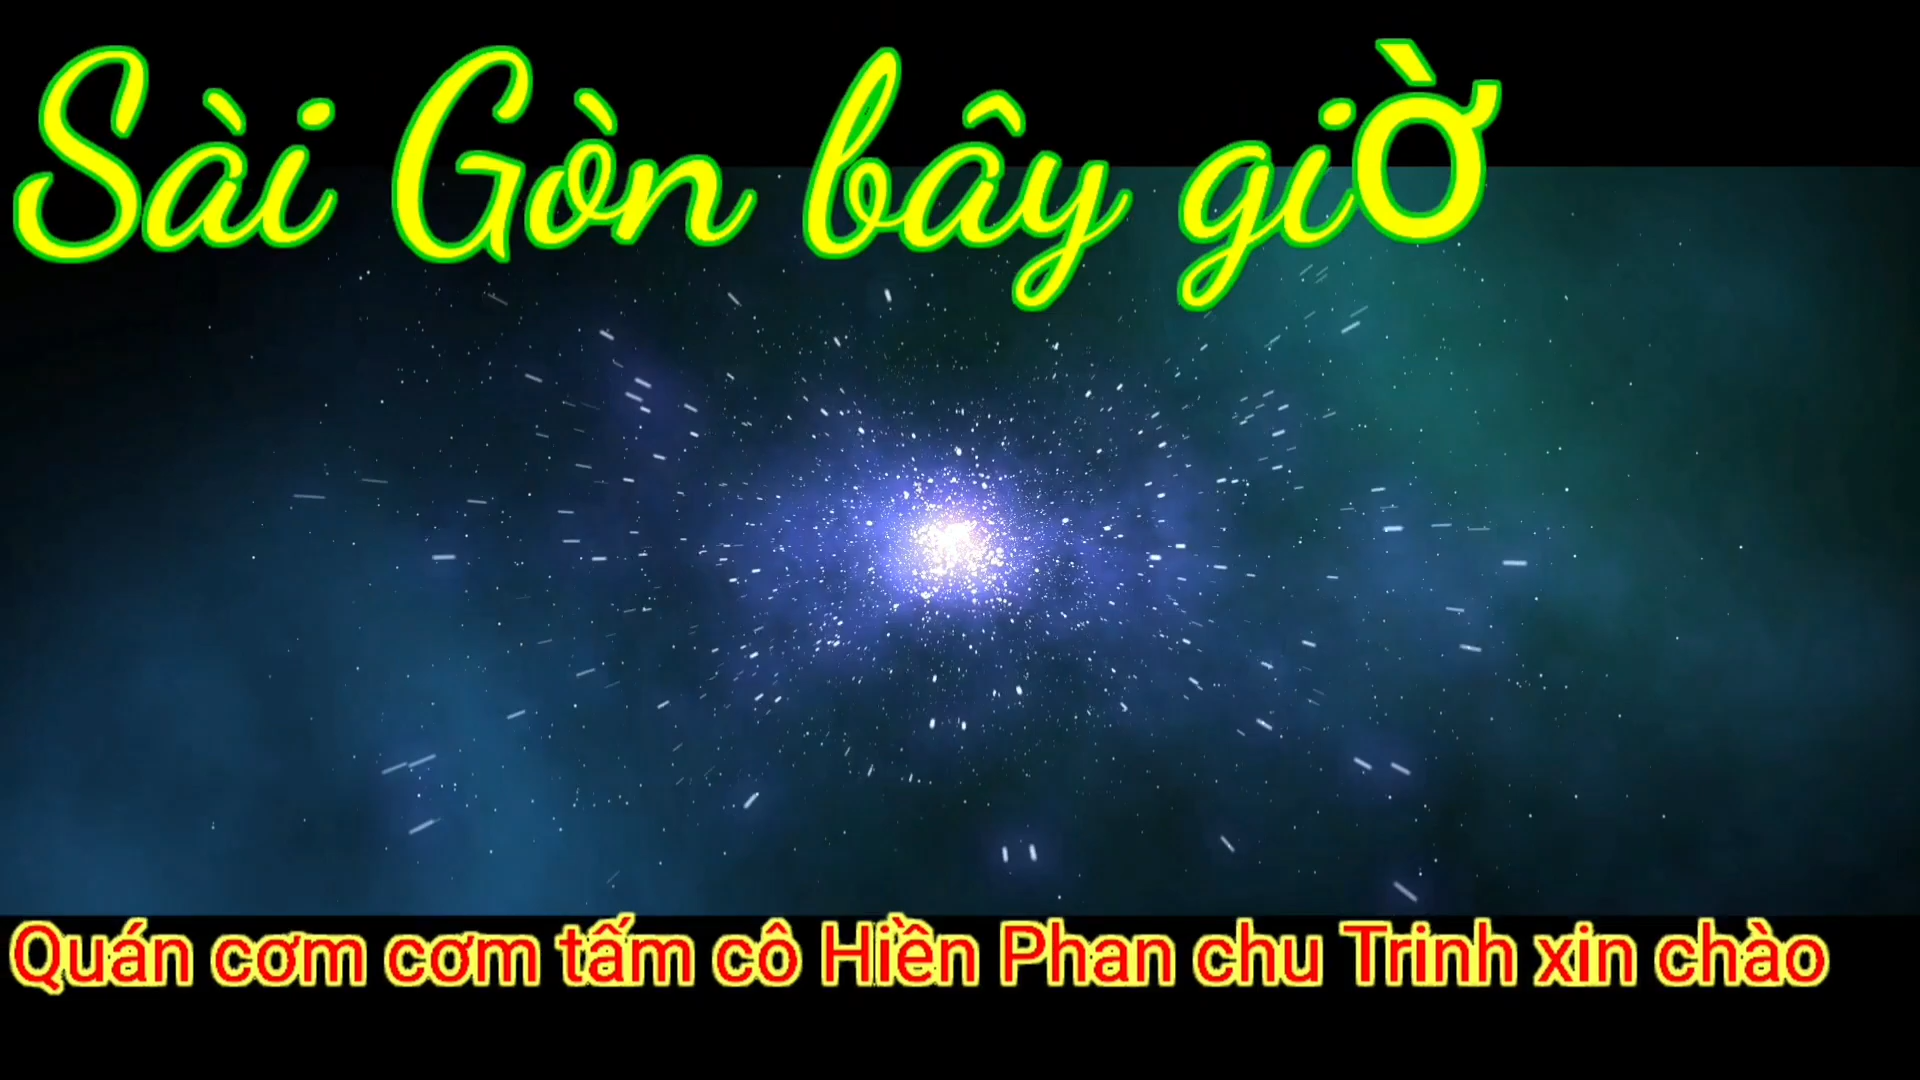 Sài Gòn bây giờ
Quán cơm cơm tấm cô Hiền Phan chu Trinh xin chào